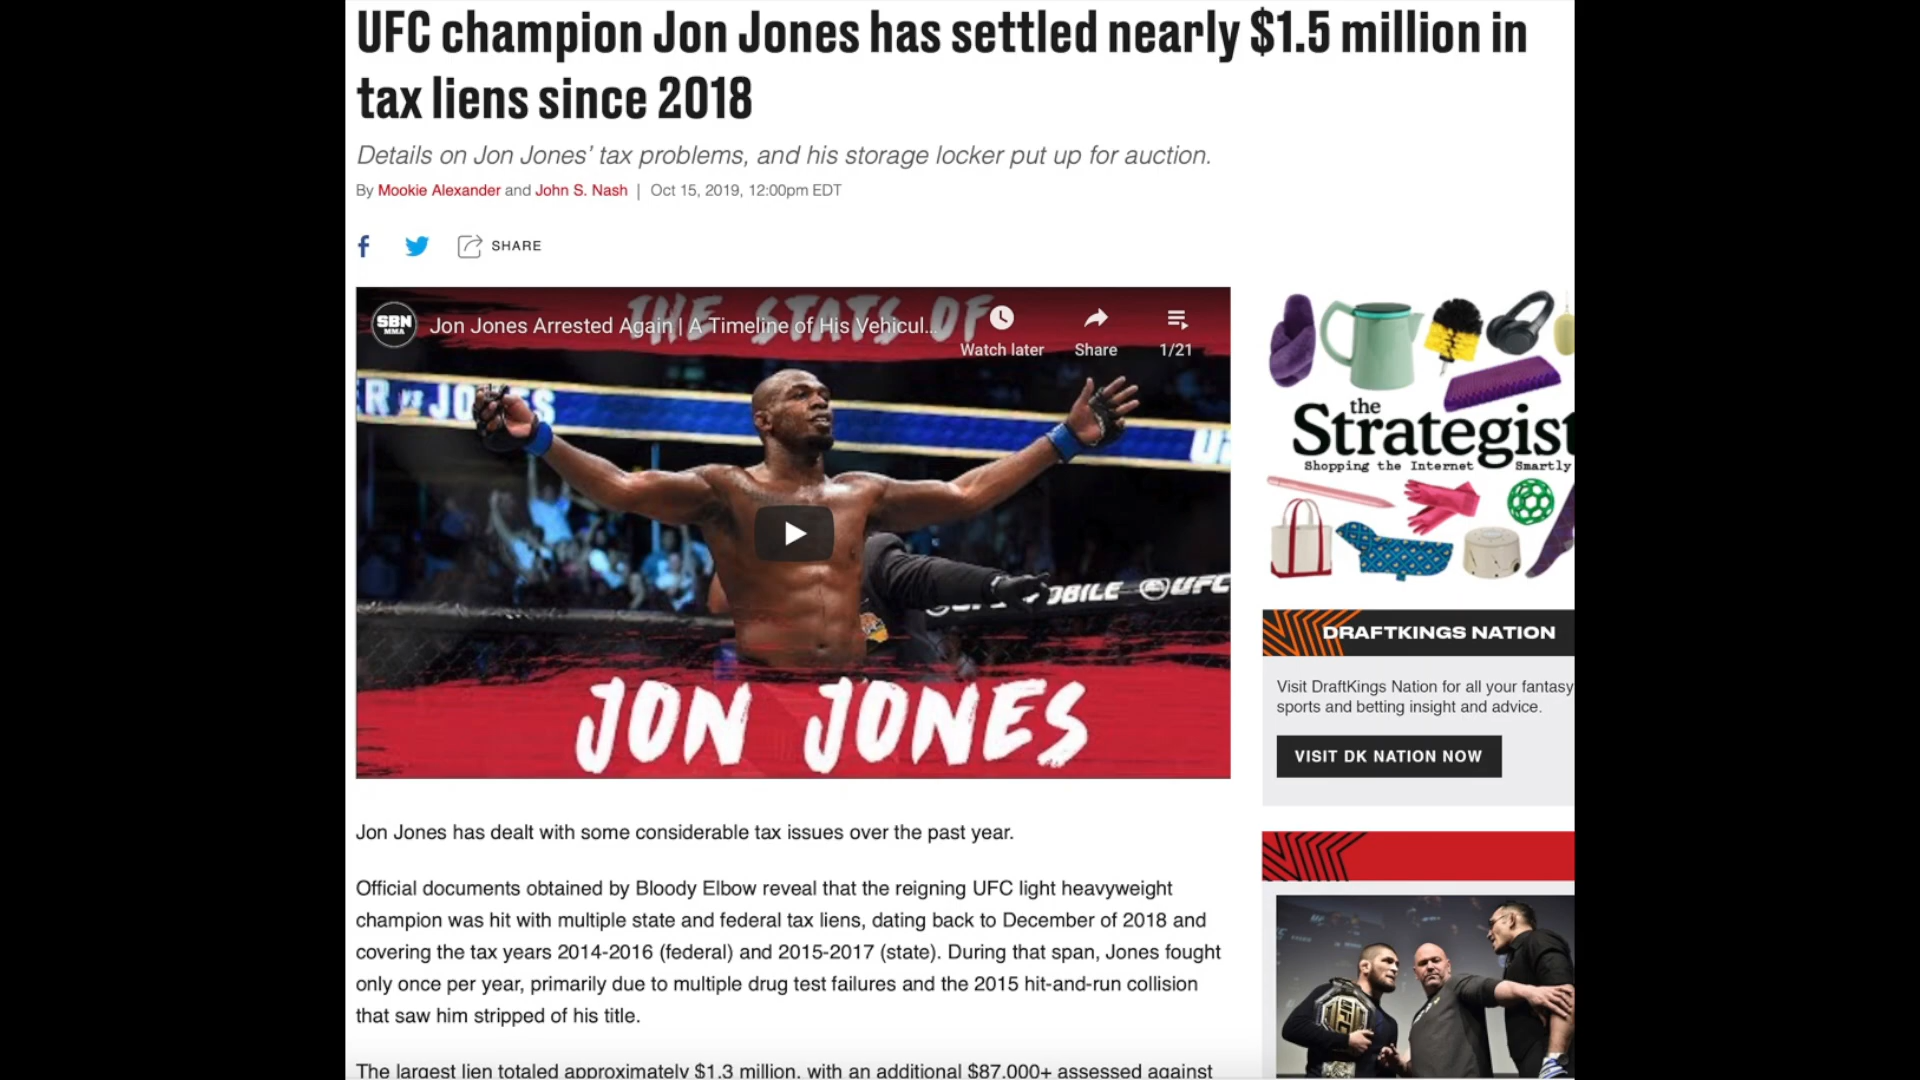 UFC champion Jon Jones has settled nearly $1.5 million in
tax liens since 2018
Details on Jon Jones' tax problems, and his storage locker put up for auction.
By Mookie Alexander and John S. Nash | Oct 15, 2019, 12:00pm EDT
f
SHARE
THE STATS OF
SBN
MMA
Jon Jones Arrested Again | A Timeline of His Vehicul...
Watch later
Share
1/21
ER VS JONES
UFC
JON JONES
the
Strategist
Shopping the Internet Smartly
DRAFTKINGS NATION
Visit DraftKings Nation for all your fantasy
sports and betting insight and advice.
VISIT DK NATION NOW
Jon Jones has dealt with some considerable tax issues over the past year.
Official documents obtained by Bloody Elbow reveal that the reigning UFC light heavyweight
champion was hit with multiple state and federal tax liens, dating back to December of 2018 and
covering the tax years 2014-2016 (federal) and 2015-2017 (state). During that span, Jones fought
only once per year, primarily due to multiple drug test failures and the 2015 hit-and-run collision
that saw him stripped of his title.
The largest lien totaled approximately $1.3 million, with an additional $87,000+ assessed against